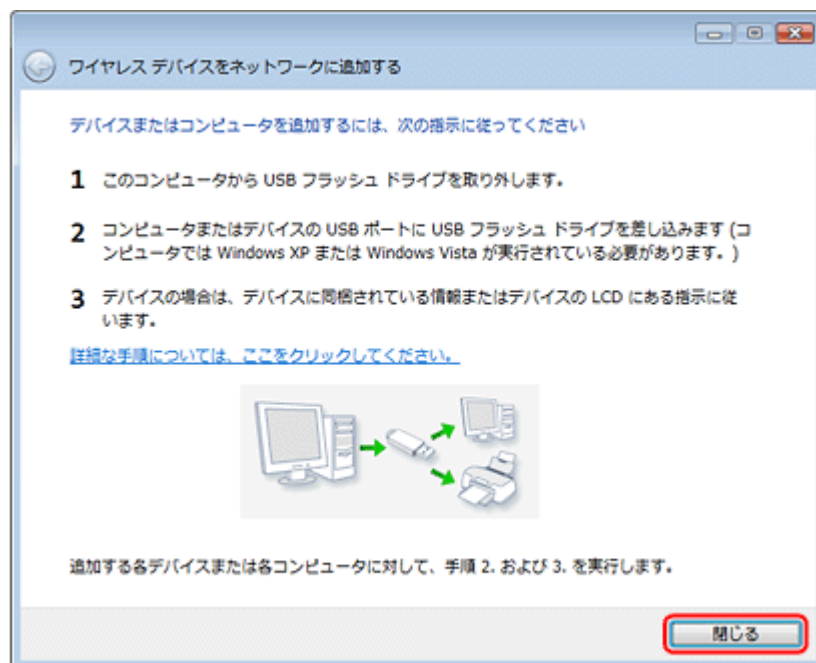 ワイヤレス デバイスをネットワークに追加する
デバイスまたはコンピュータを追加するには、次の指示に従ってください
1 このコンピュータから USB フラッシュ ドライブを取り外します。
2 コンピュータまたはデバイスの USB ポートに USB フラッシュ ドライブを差し込みます (コ
ンピュータでは Windows XP または Windows Vista が実行されている必要があります。)
3 デバイスの場合は、デバイスに同梱されている情報またはデバイスの LCD にある指示に従
います。
詳細な手順については、ここをクリックしてください。
追加する各デバイスまたは各コンピュータに対して、手順 2. および 3. を実行します。
閉じる